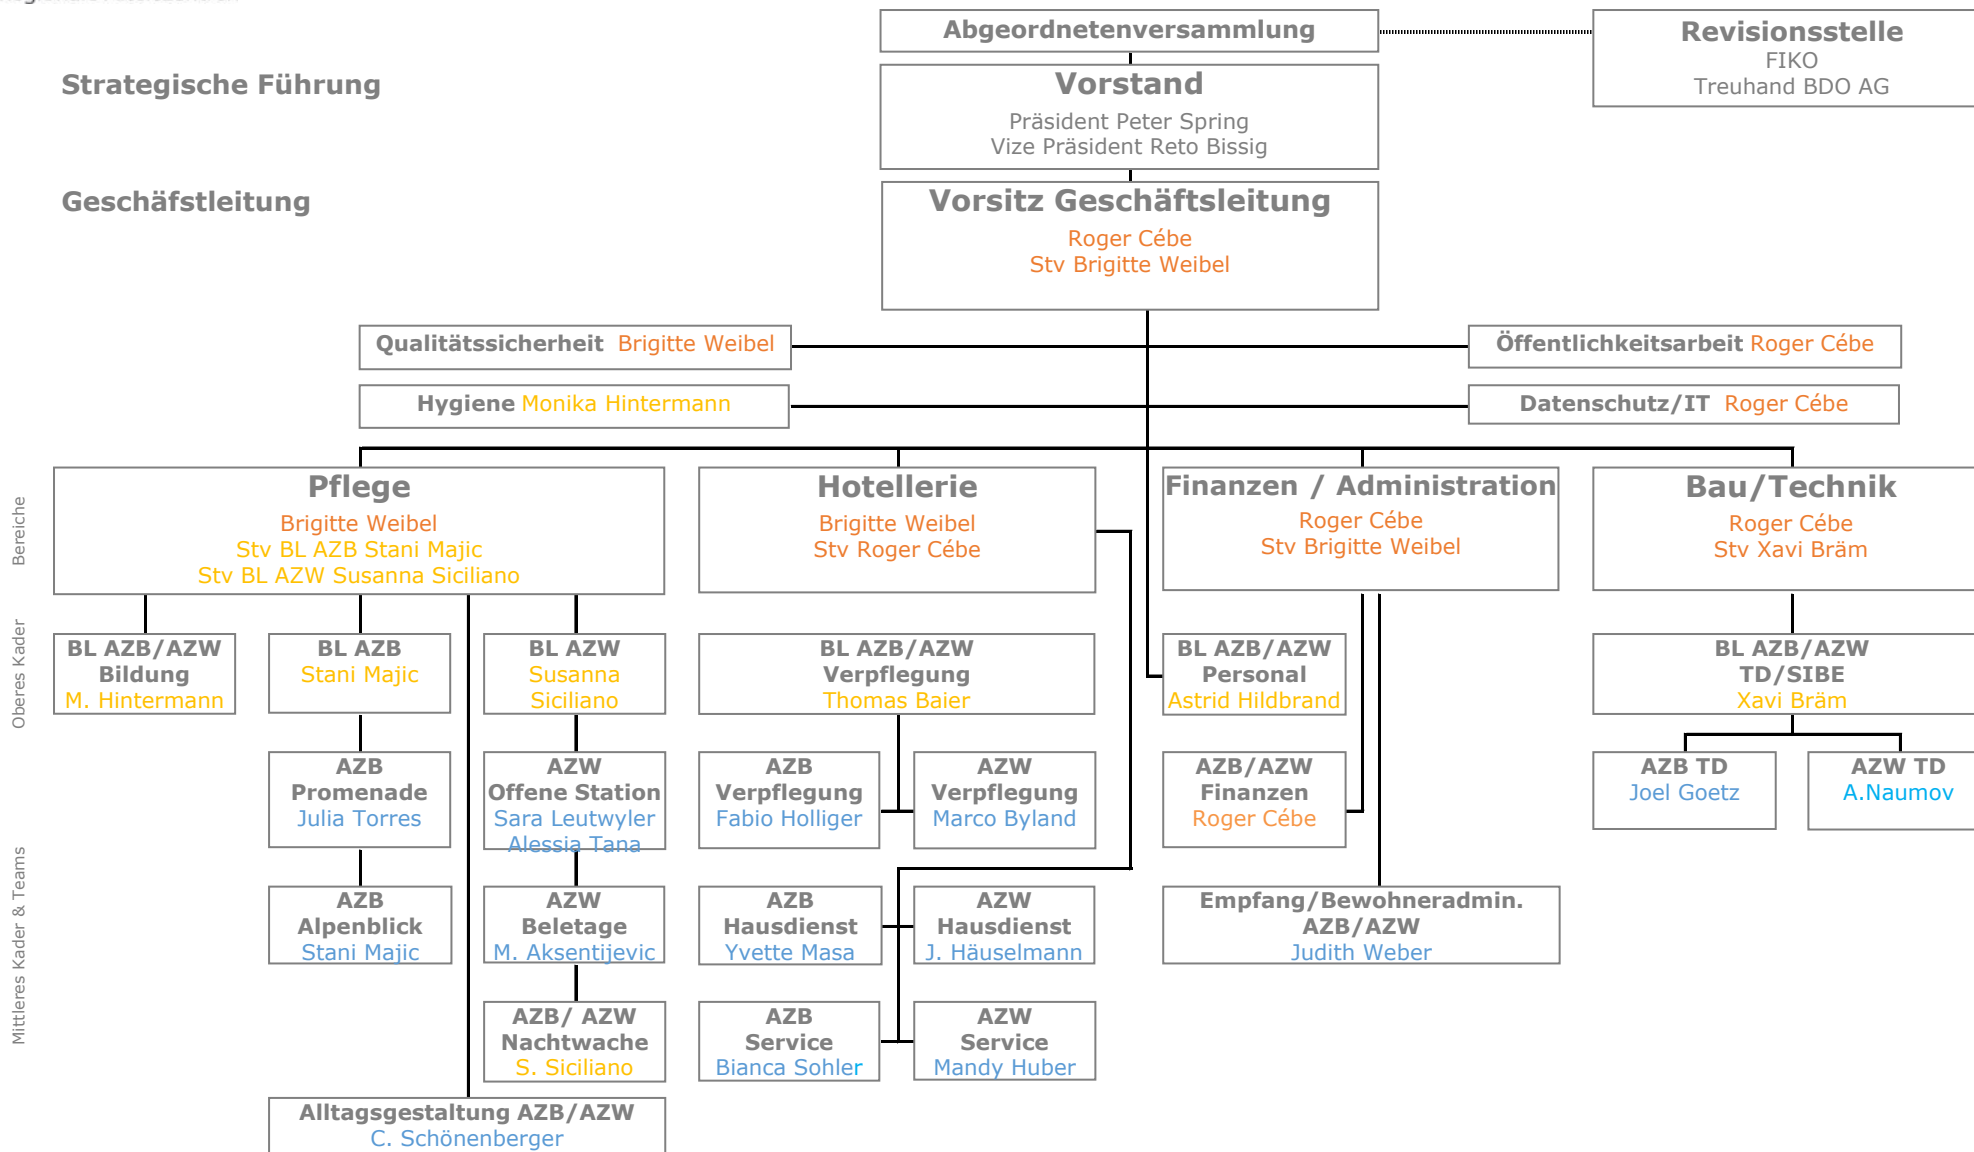 Abgeordnetenversammlung
Revisionsstelle
FIKO
Treuhand BDO AG
Strategische Führung
Vorstand
Präsident Peter Spring
Vize Präsident Reto Bissig
Geschäfstleitung
Vorsitz Geschäftsleitung
Roger Cébe
Stv Brigitte Weibel
Qualitätssicherheit Brigitte Weibel
Öffentlichkeitsarbeit Roger Cébe
Hygiene Monika Hintermann
Datenschutz/IT Roger Cébe
Bereiche
Pflege
Brigitte Weibel
Stv BL AZB Stani Majic
Stv BL AZW Susanna Siciliano
Hotellerie
Brigitte Weibel
Stv Roger Cébe
Finanzen / Administration
Roger Cébe
Stv Brigitte Weibel
Bau/Technik
Roger Cébe
Stv Xavi Bräm
Oberes Kader
BL AZB/AZW
Bildung
M. Hintermann
BL AZB
Stani Majic
BL AZW
Susanna
Siciliano
BL AZB/AZW
Verpflegung
Thomas Baier
BL AZB/AZW
Personal
Astrid Hildbrand
BL AZB/AZW
TD/SIBE
Xavi Bräm
Mittleres Kader & Teams
AZB
Promenade
Julia Torres
AZW
Offene Station
Sara Leutwyler
Alessia Tana
AZB
Verpflegung
Fabio Holliger
AZW
Verpflegung
Marco Byland
AZB/AZW
Finanzen
Roger Cébe
AZB TD
Joel Goetz
AZW TD
A.Naumov
AZB
Alpenblick
Stani Majic
AZW
Beletage
M. Aksentijevic
AZB
Hausdienst
Yvette Masa
AZW
Hausdienst
J. Häuselmann
Empfang/Bewohneradmin.
AZB/AZW
Judith Weber
AZB/ AZW
Nachtwache
S. Siciliano
AZB
Service
Bianca Sohler
AZW
Service
Mandy Huber
Alltagsgestaltung AZB/AZW
C. Schönenberger